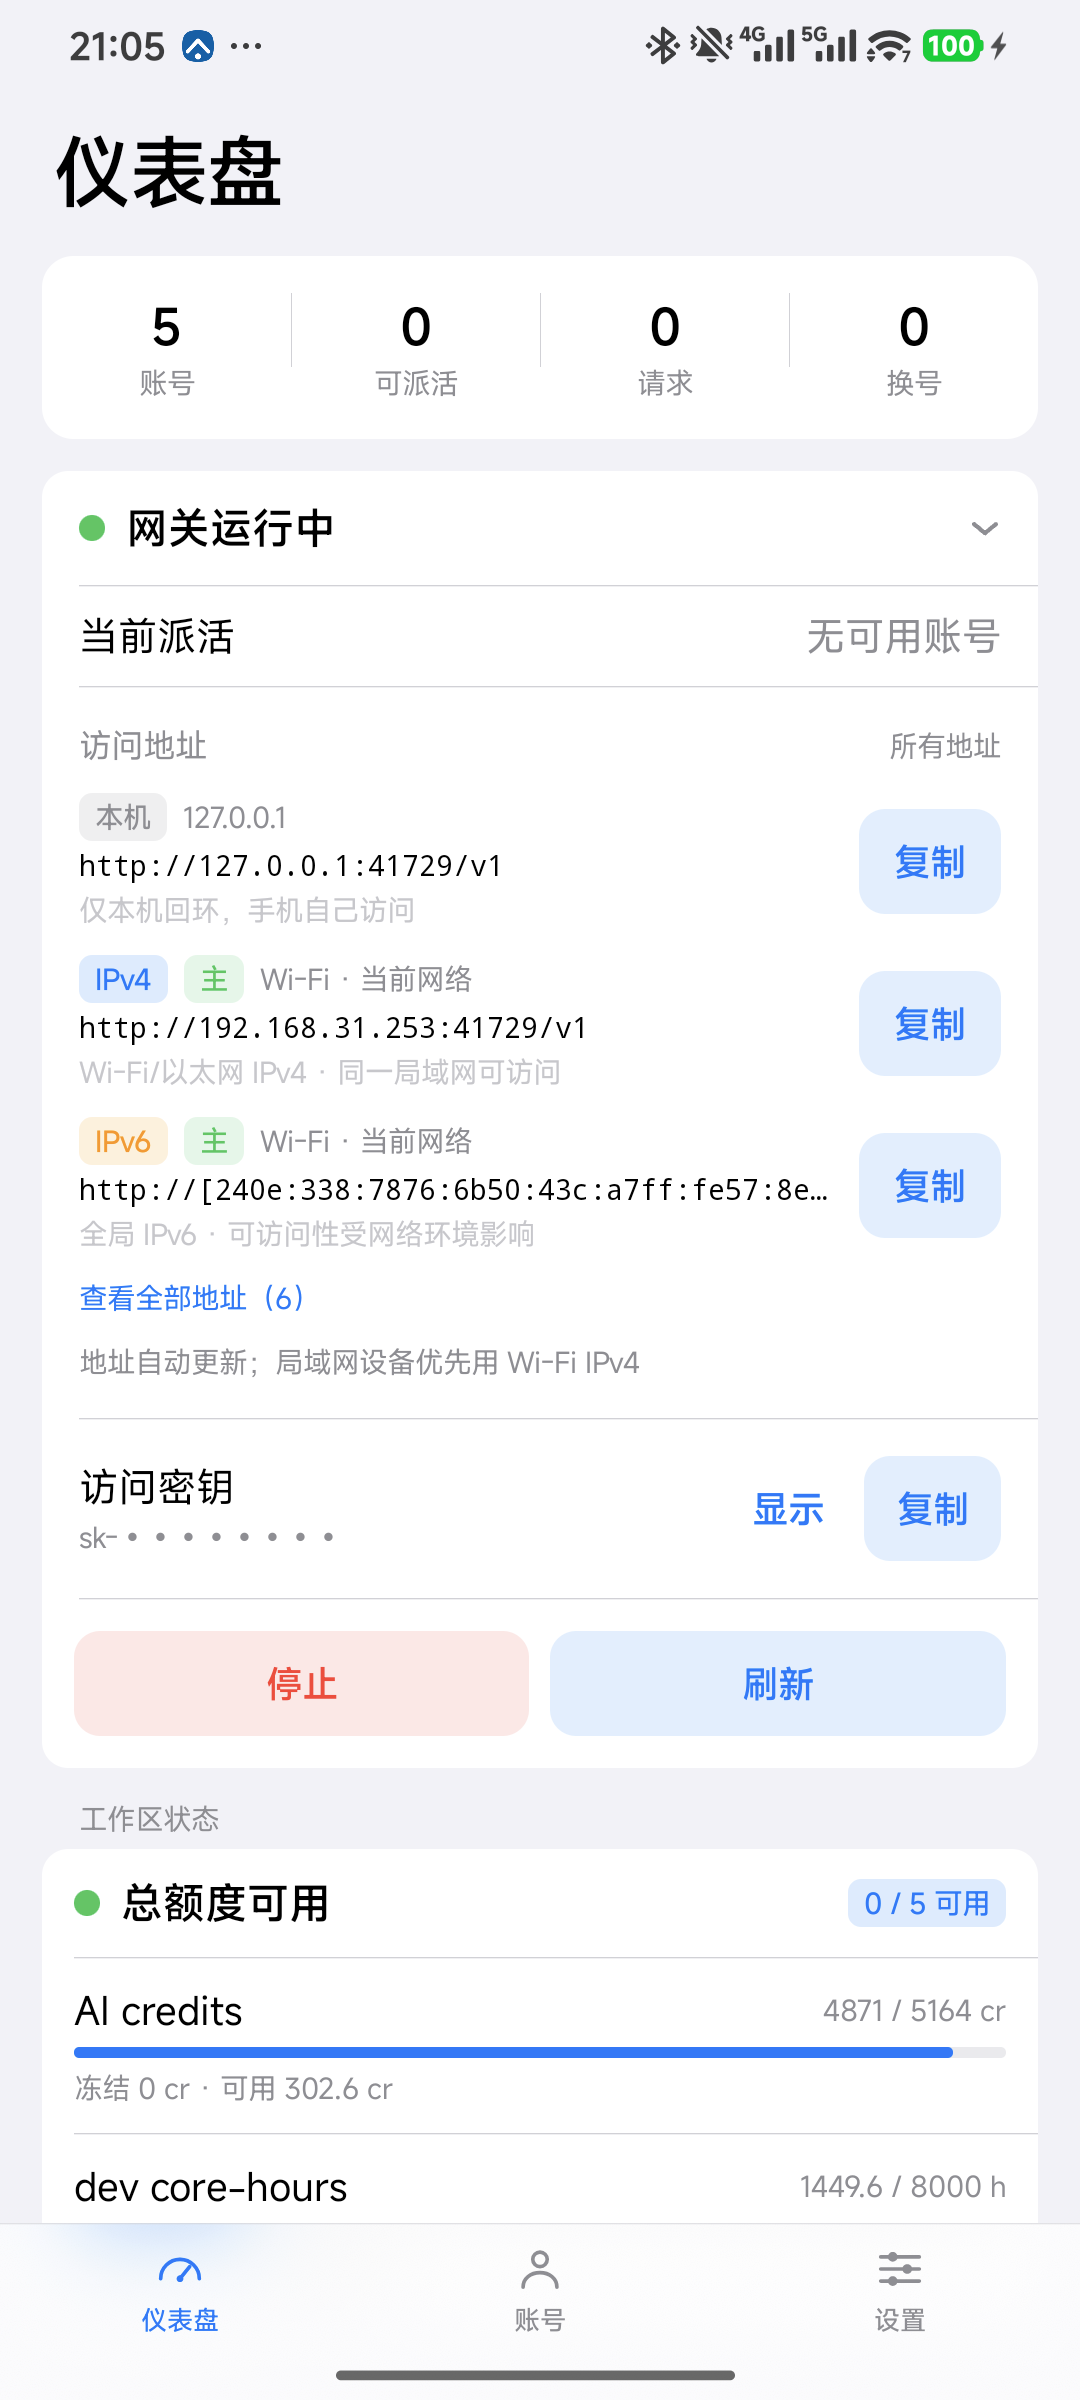 21:05 ... 4G 5G 7 100
仪表盘
5 0 0 0
账号 可派活 请求 换号
网关运行中
当前派活 无可用账号
访问地址 所有地址
本机 127.0.0.1
http://127.0.0.1:41729/v1
仅本机回环，手机自己访问
复制
IPv4 主 Wi-Fi · 当前网络
http://192.168.31.253:41729/v1
Wi-Fi/以太网 IPv4 · 同一局域网可访问
复制
IPv6 主 Wi-Fi · 当前网络
http://[240e:338:7876:6b50:43c:a7ff:fe57:8e…
全局 IPv6 · 可访问性受网络环境影响
复制
查看全部地址（6）
地址自动更新；局域网设备优先用 Wi-Fi IPv4
访问密钥
sk-••••••••
显示 复制
停止 刷新
工作区状态
总额度可用 0 / 5 可用
AI credits 4871 / 5164 cr
冻结 0 cr · 可用 302.6 cr
dev core-hours 1449.6 / 8000 h
仪表盘 账号 设置